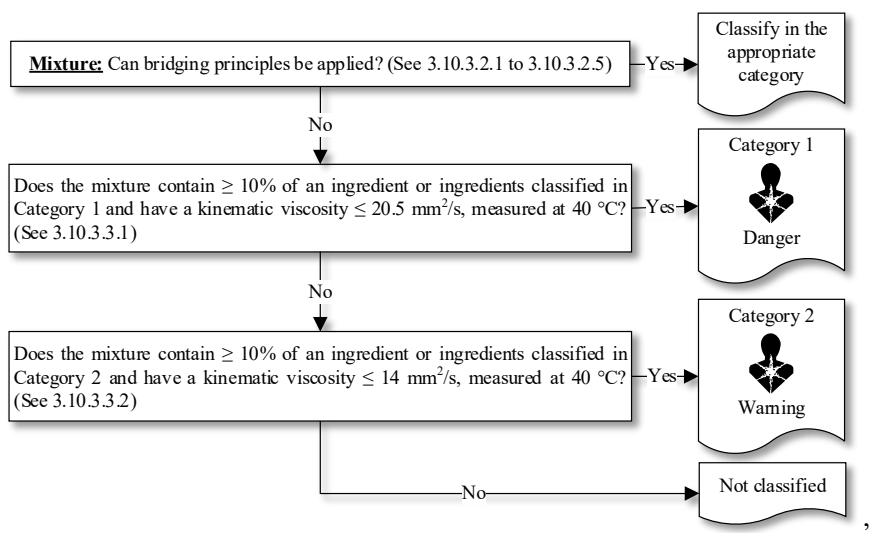 Mixture: Can bridging principles be applied? (See 3.10.3.2.1 to 3.10.3.2.5)
Yes
Classify in the
appropriate
category
No
Does the mixture contain ≥ 10% of an ingredient or ingredients classified in
Category 1 and have a kinematic viscosity ≤ 20.5 mm²/s, measured at 40 °C?
(See 3.10.3.3.1)
Yes
Category 1
Danger
No
Does the mixture contain ≥ 10% of an ingredient or ingredients classified in
Category 2 and have a kinematic viscosity ≤ 14 mm²/s, measured at 40 °C?
(See 3.10.3.3.2)
Yes
Category 2
Warning
No
Not classified
,